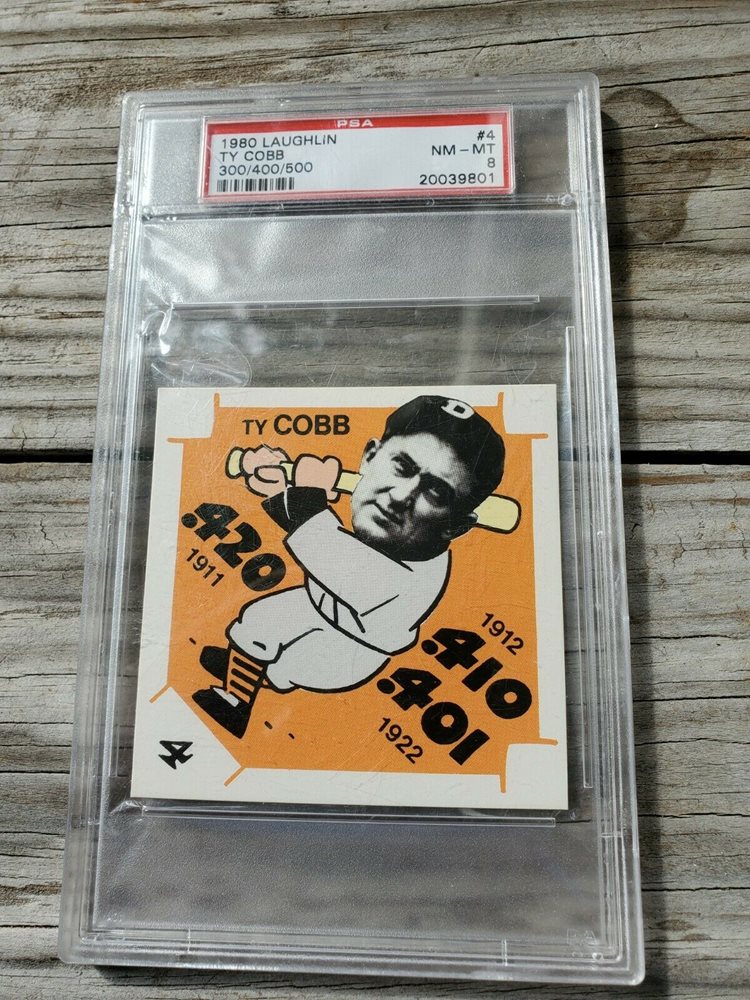 PSA
1980 LAUGHLIN #4
TY COBB NM – MT
300/400/500 8
20039801
TY COBB
D
.420
1911
1912
.410
.401
1922
4